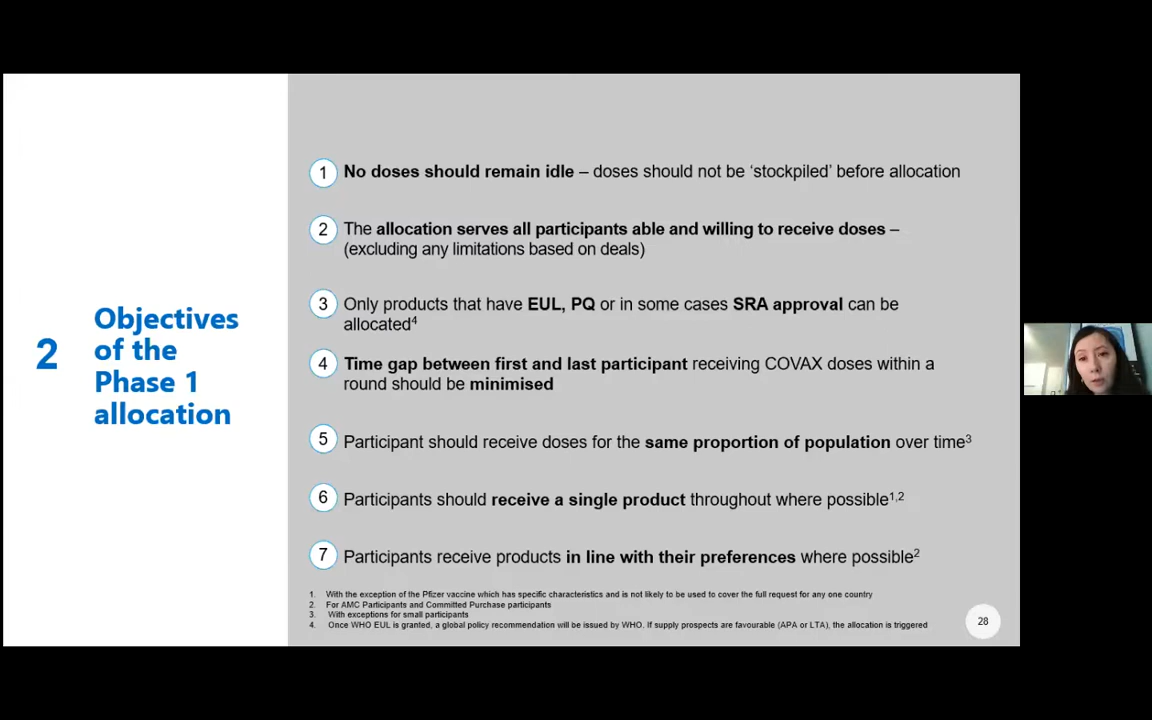 2
Objectives
of the
Phase 1
allocation
1 No doses should remain idle – doses should not be ‘stockpiled’ before allocation
2 The allocation serves all participants able and willing to receive doses –
(excluding any limitations based on deals)
3 Only products that have EUL, PQ or in some cases SRA approval can be
allocated⁴
4 Time gap between first and last participant receiving COVAX doses within a
round should be minimised
5 Participant should receive doses for the same proportion of population over time³
6 Participants should receive a single product throughout where possible¹,²
7 Participants receive products in line with their preferences where possible²
1. With the exception of the Pfizer vaccine which has specific characteristics and is not likely to be used to cover the full request for any one country
2. For AMC Participants and Committed Purchase participants
3. With exceptions for small participants
4. Once WHO EUL is granted, a global policy recommendation will be issued by WHO. If supply prospects are favourable (APA or LTA), the allocation is triggered
28